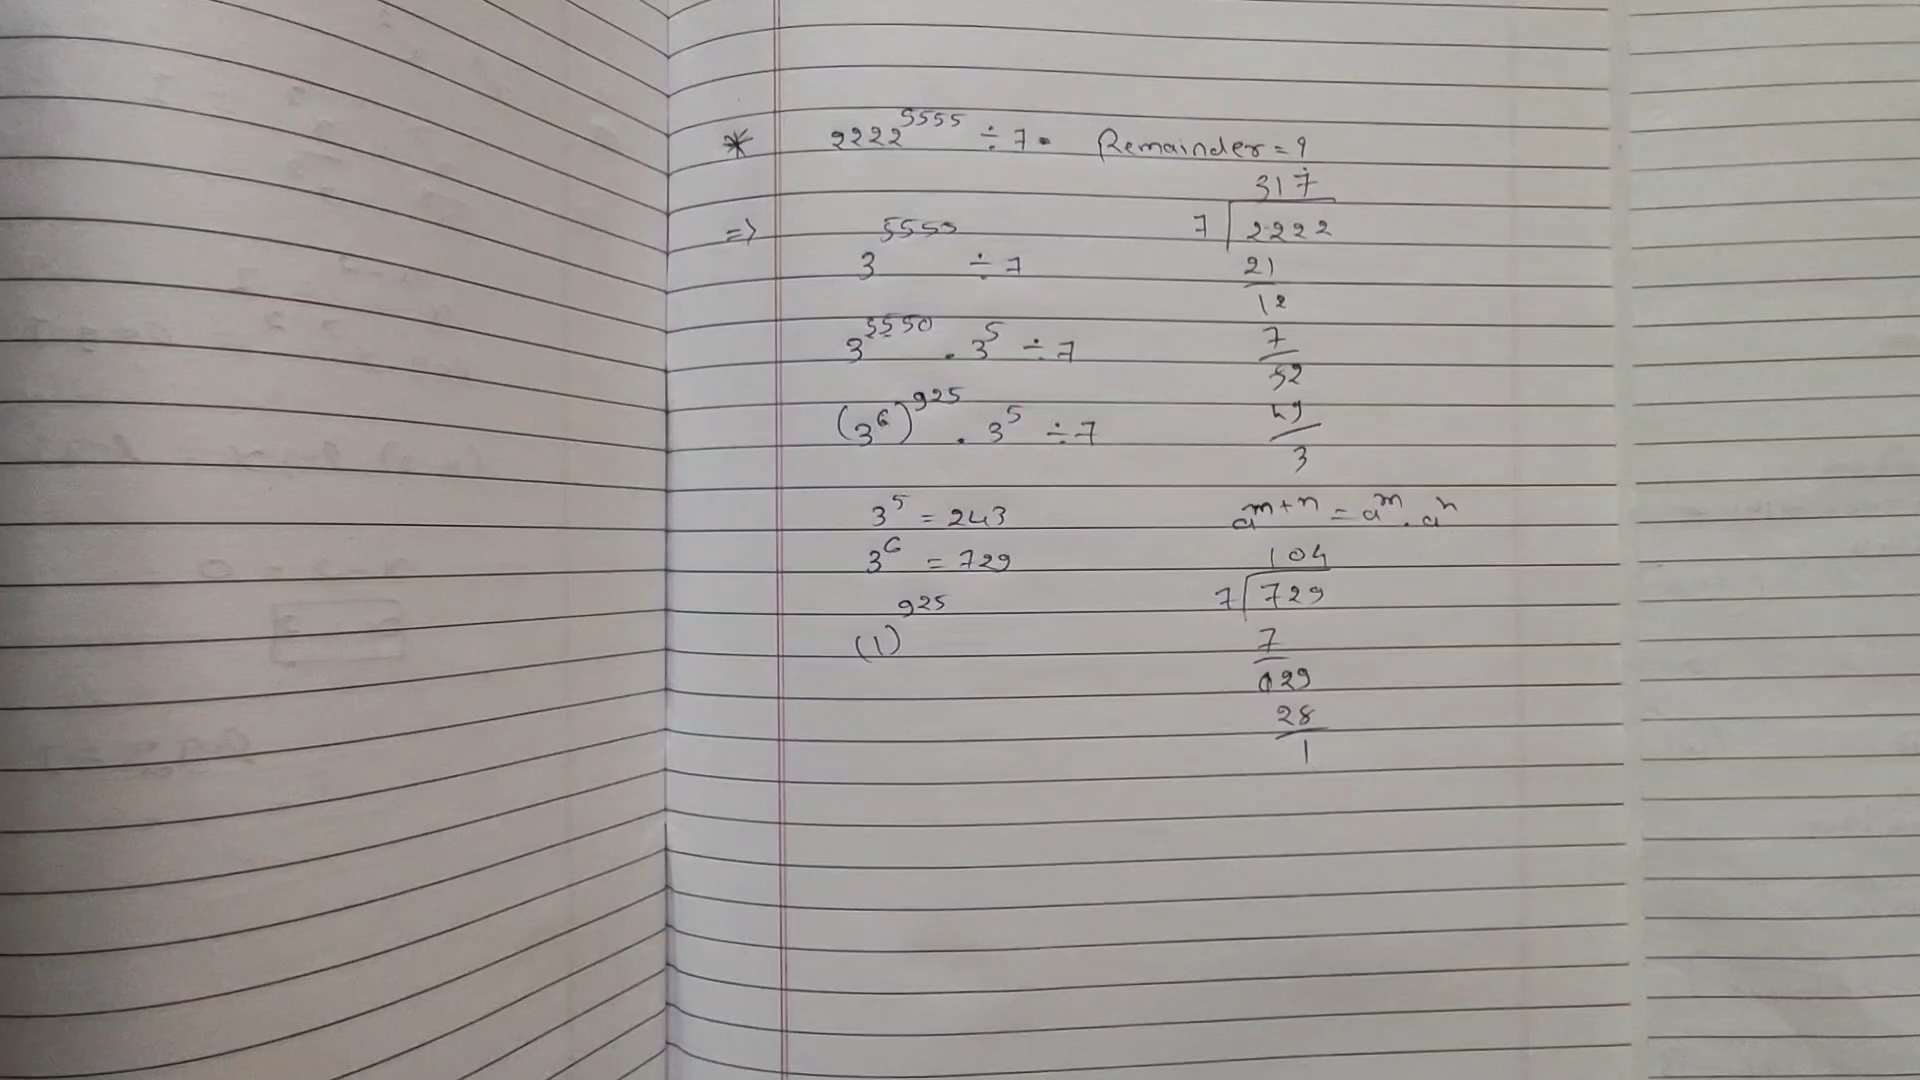 * 2222^5555 ÷ 7. Remainder = ?
=> 3^5555 ÷ 7
3^5550 . 3^5 ÷ 7
(3^6)^925 . 3^5 ÷ 7
3^5 = 243
3^6 = 729
(1)^925
317
7 2222
21
12
7
52
49
3
a^m+n = a^m . a^n
104
7 729
7
029
28
1